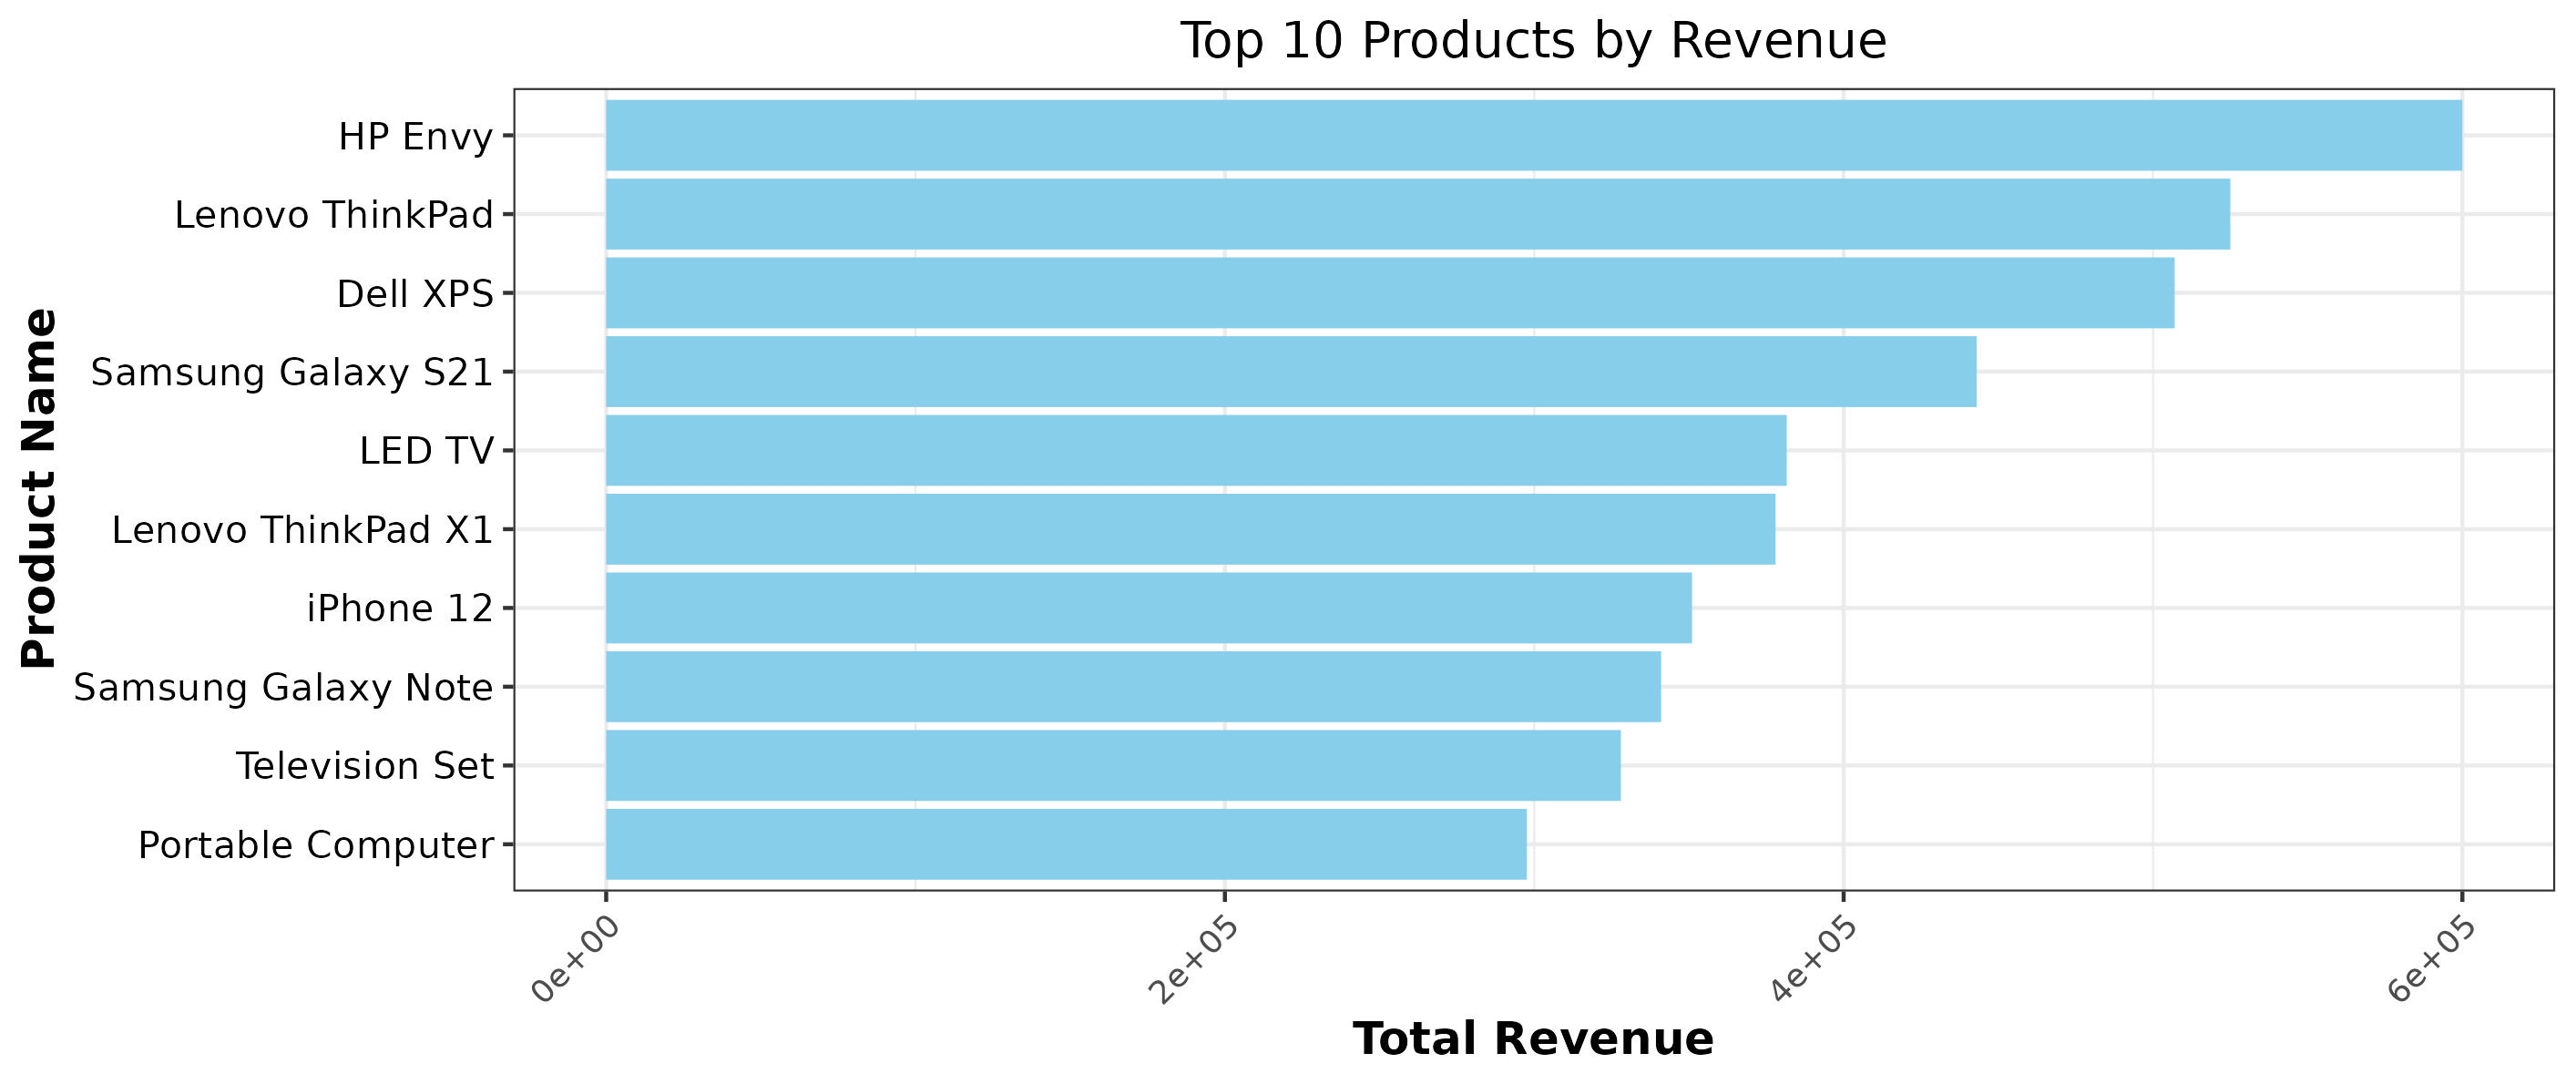 Top 10 Products by Revenue
Product Name
HP Envy
Lenovo ThinkPad
Dell XPS
Samsung Galaxy S21
LED TV
Lenovo ThinkPad X1
iPhone 12
Samsung Galaxy Note
Television Set
Portable Computer
0e+00
2e+05
4e+05
6e+05
Total Revenue